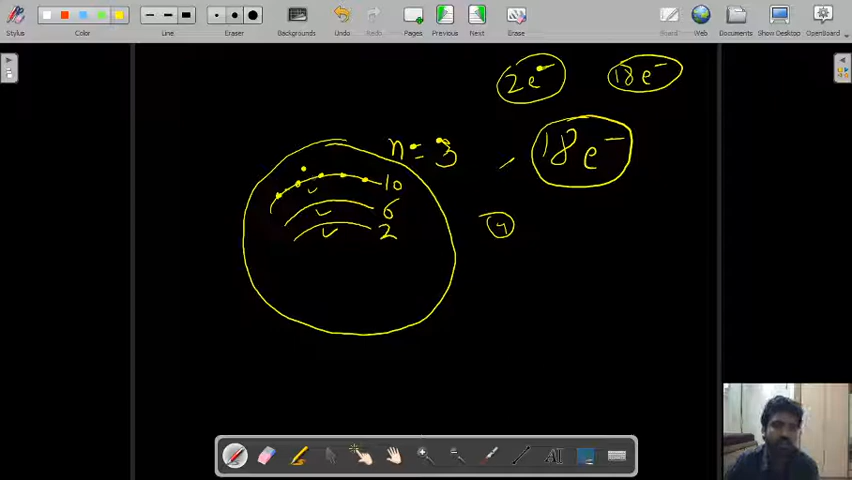 Stylus
Color
Line
Eraser
Backgrounds
Undo
Redo
Pages
Previous
Next
Erase
Board
Web
Documents
Show Desktop
OpenBoard
2e⁻
18e⁻
n = 3
18e⁻
10
6
2